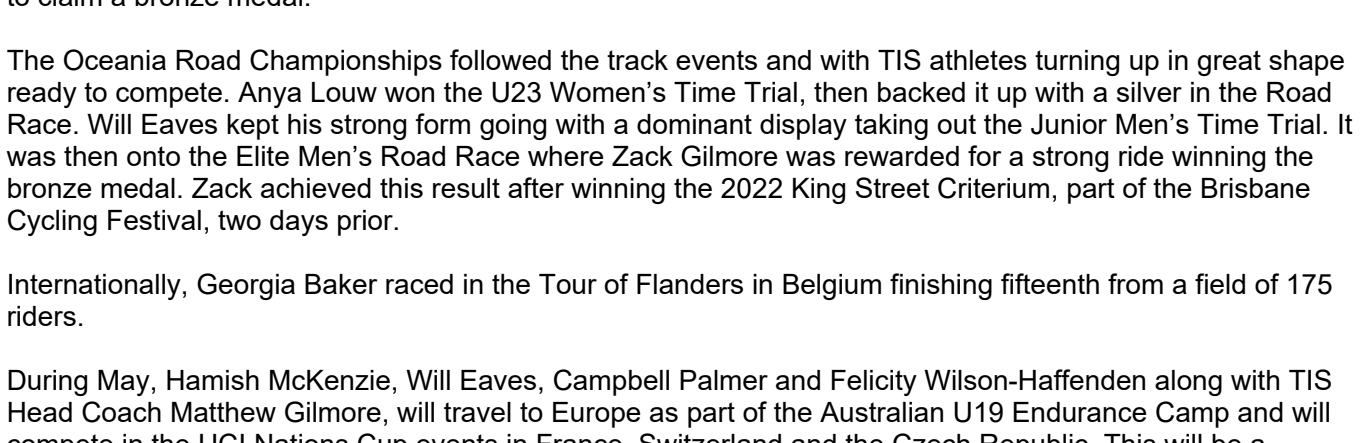 to claim a bronze medal.
The Oceania Road Championships followed the track events and with TIS athletes turning up in great shape
ready to compete. Anya Louw won the U23 Women’s Time Trial, then backed it up with a silver in the Road
Race. Will Eaves kept his strong form going with a dominant display taking out the Junior Men’s Time Trial. It
was then onto the Elite Men’s Road Race where Zack Gilmore was rewarded for a strong ride winning the
bronze medal. Zack achieved this result after winning the 2022 King Street Criterium, part of the Brisbane
Cycling Festival, two days prior.
Internationally, Georgia Baker raced in the Tour of Flanders in Belgium finishing fifteenth from a field of 175
riders.
During May, Hamish McKenzie, Will Eaves, Campbell Palmer and Felicity Wilson-Haffenden along with TIS
Head Coach Matthew Gilmore, will travel to Europe as part of the Australian U19 Endurance Camp and will
compete in the UCI Nations Cup events in France, Switzerland and the Czech Republic. This will be a